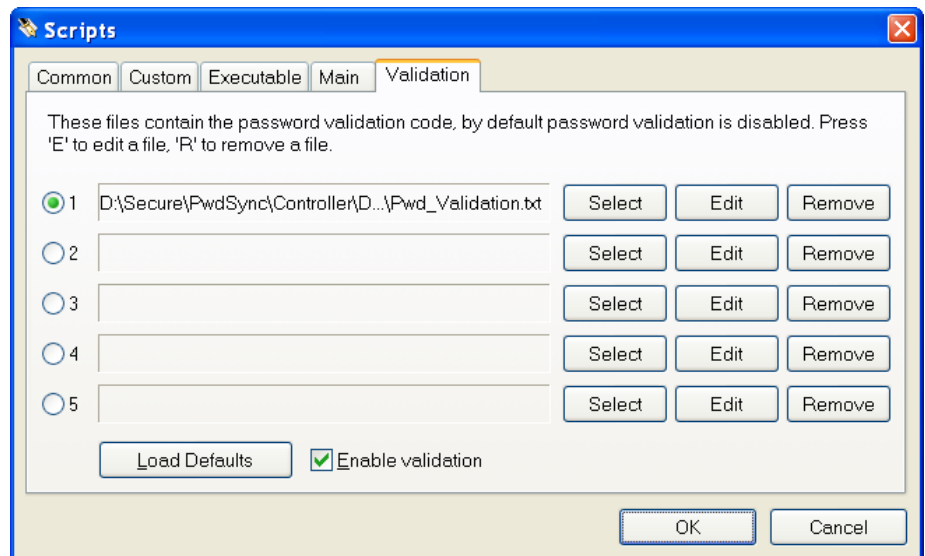 Scripts
Common Custom Executable Main Validation
These files contain the password validation code, by default password validation is disabled. Press
'E' to edit a file, 'R' to remove a file.
1 D:\Secure\PwdSync\Controller\D...\Pwd_Validation.txt Select Edit Remove
2 Select Edit Remove
3 Select Edit Remove
4 Select Edit Remove
5 Select Edit Remove
Load Defaults Enable validation
OK Cancel